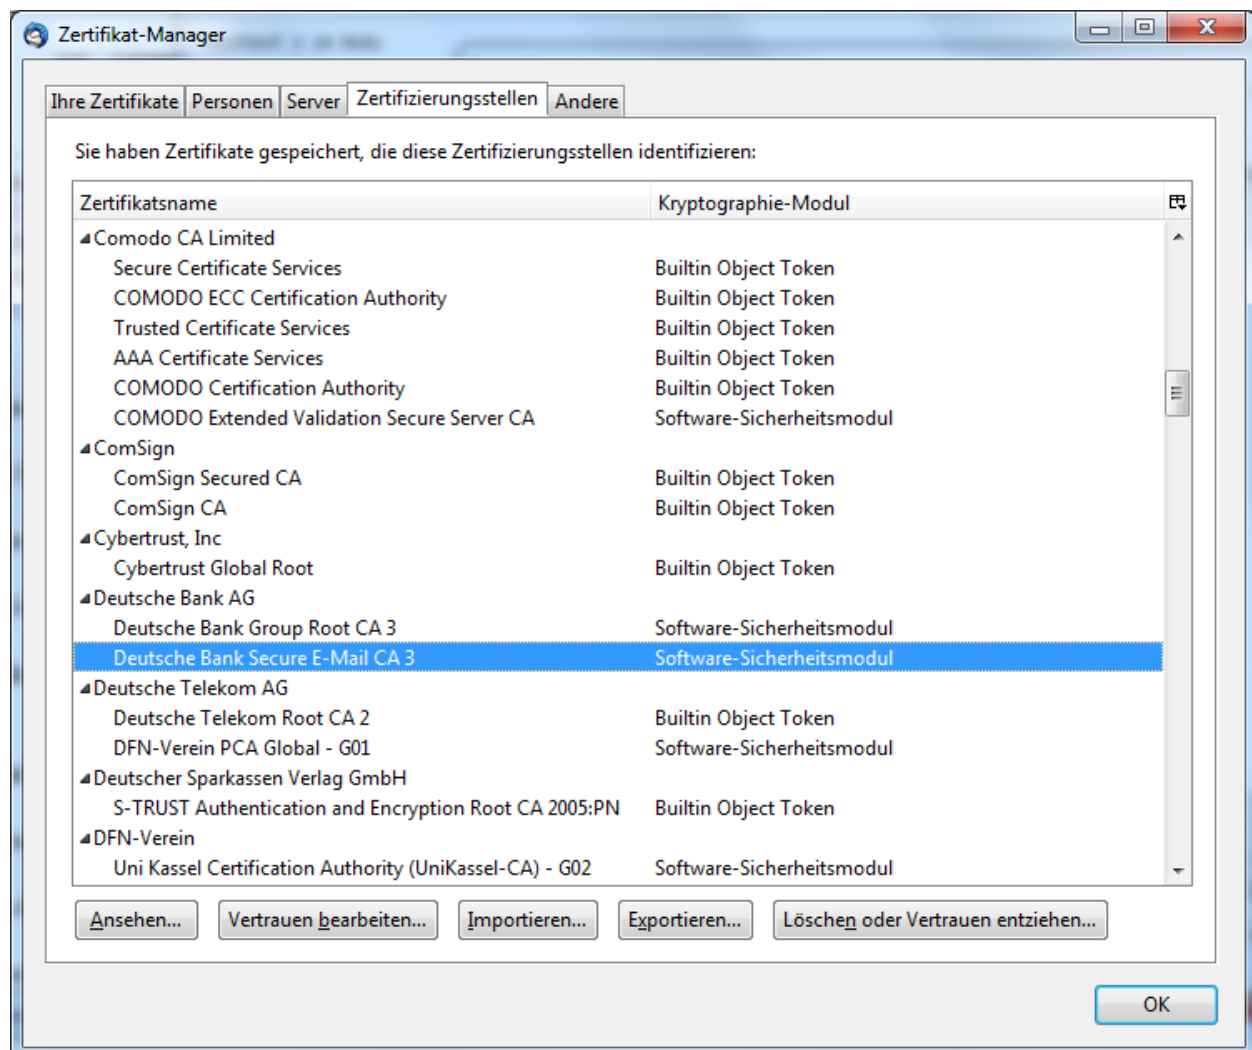 Zertifikat-Manager
Ihre Zertifikate Personen Server Zertifizierungsstellen Andere
Sie haben Zertifikate gespeichert, die diese Zertifizierungsstellen identifizieren:
Zertifikatsname Kryptographie-Modul
Comodo CA Limited
Secure Certificate Services Builtin Object Token
COMODO ECC Certification Authority Builtin Object Token
Trusted Certificate Services Builtin Object Token
AAA Certificate Services Builtin Object Token
COMODO Certification Authority Builtin Object Token
COMODO Extended Validation Secure Server CA Software-Sicherheitsmodul
ComSign
ComSign Secured CA Builtin Object Token
ComSign CA Builtin Object Token
Cybertrust, Inc
Cybertrust Global Root Builtin Object Token
Deutsche Bank AG
Deutsche Bank Group Root CA 3 Software-Sicherheitsmodul
Deutsche Bank Secure E-Mail CA 3 Software-Sicherheitsmodul
Deutsche Telekom AG
Deutsche Telekom Root CA 2 Builtin Object Token
DFN-Verein PCA Global - G01 Software-Sicherheitsmodul
Deutscher Sparkassen Verlag GmbH
S-TRUST Authentication and Encryption Root CA 2005:PN Builtin Object Token
DFN-Verein
Uni Kassel Certification Authority (UniKassel-CA) - G02 Software-Sicherheitsmodul
Ansehen... Vertrauen bearbeiten... Importieren... Exportieren... Löschen oder Vertrauen entziehen...
OK